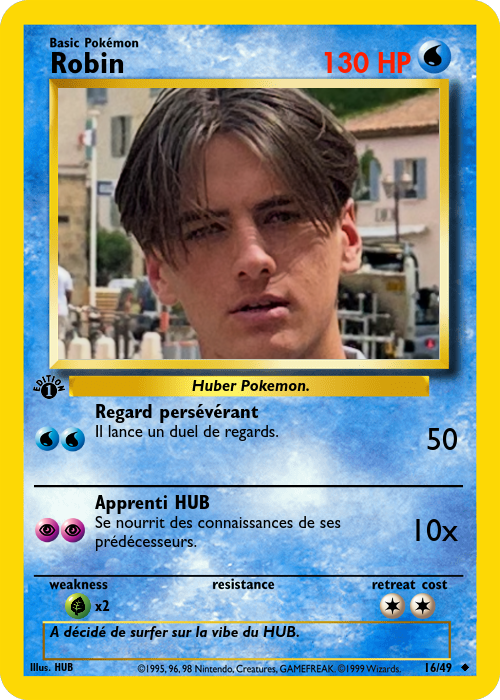 Basic Pokémon
Robin
130 HP
EDITION
1
Huber Pokemon.
Regard persévérant
Il lance un duel de regards.
50
Apprenti HUB
Se nourrit des connaissances de ses
prédécesseurs.
10x
weakness
resistance
retreat cost
x2
A décidé de surfer sur la vibe du HUB.
Illus. HUB
©1995, 96, 98 Nintendo, Creatures, GAMEFREAK. ©1999 Wizards.
16/49